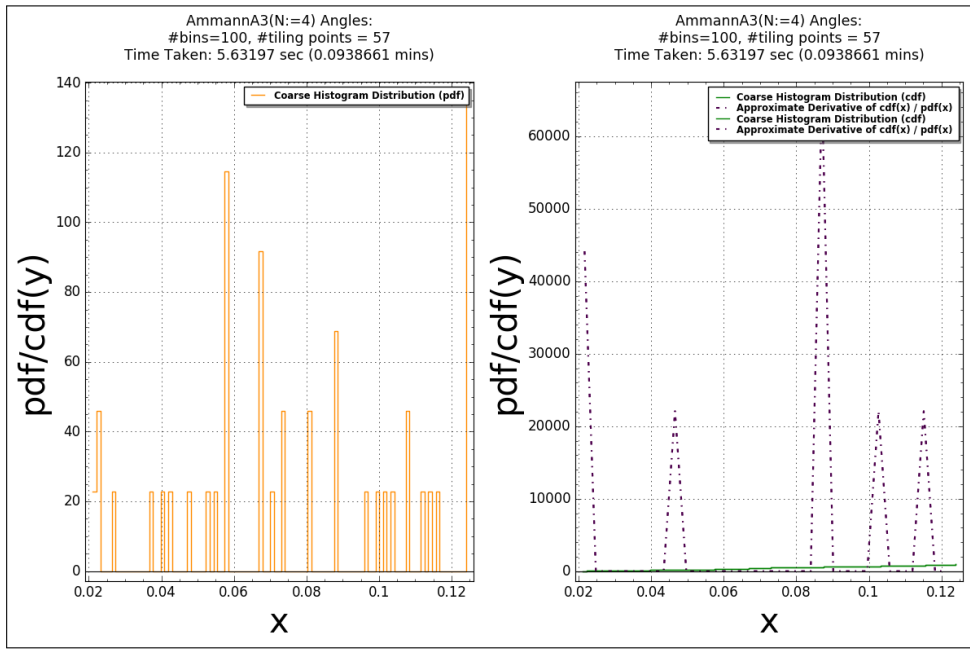 AmmannA3(N:=4) Angles:
#bins=100, #tiling points = 57
Time Taken: 5.63197 sec (0.0938661 mins)
140
120
100
80
60
40
20
0
0.02
0.04
0.06
0.08
0.1
0.12
pdf/cdf(y)
x
Coarse Histogram Distribution (pdf)
AmmannA3(N:=4) Angles:
#bins=100, #tiling points = 57
Time Taken: 5.63197 sec (0.0938661 mins)
60000
50000
40000
30000
20000
10000
0
0.02
0.04
0.06
0.08
0.1
0.12
pdf/cdf(y)
x
Coarse Histogram Distribution (cdf)
Approximate Derivative of cdf(x) / pdf(x)
Coarse Histogram Distribution (cdf)
Approximate Derivative of cdf(x) / pdf(x)